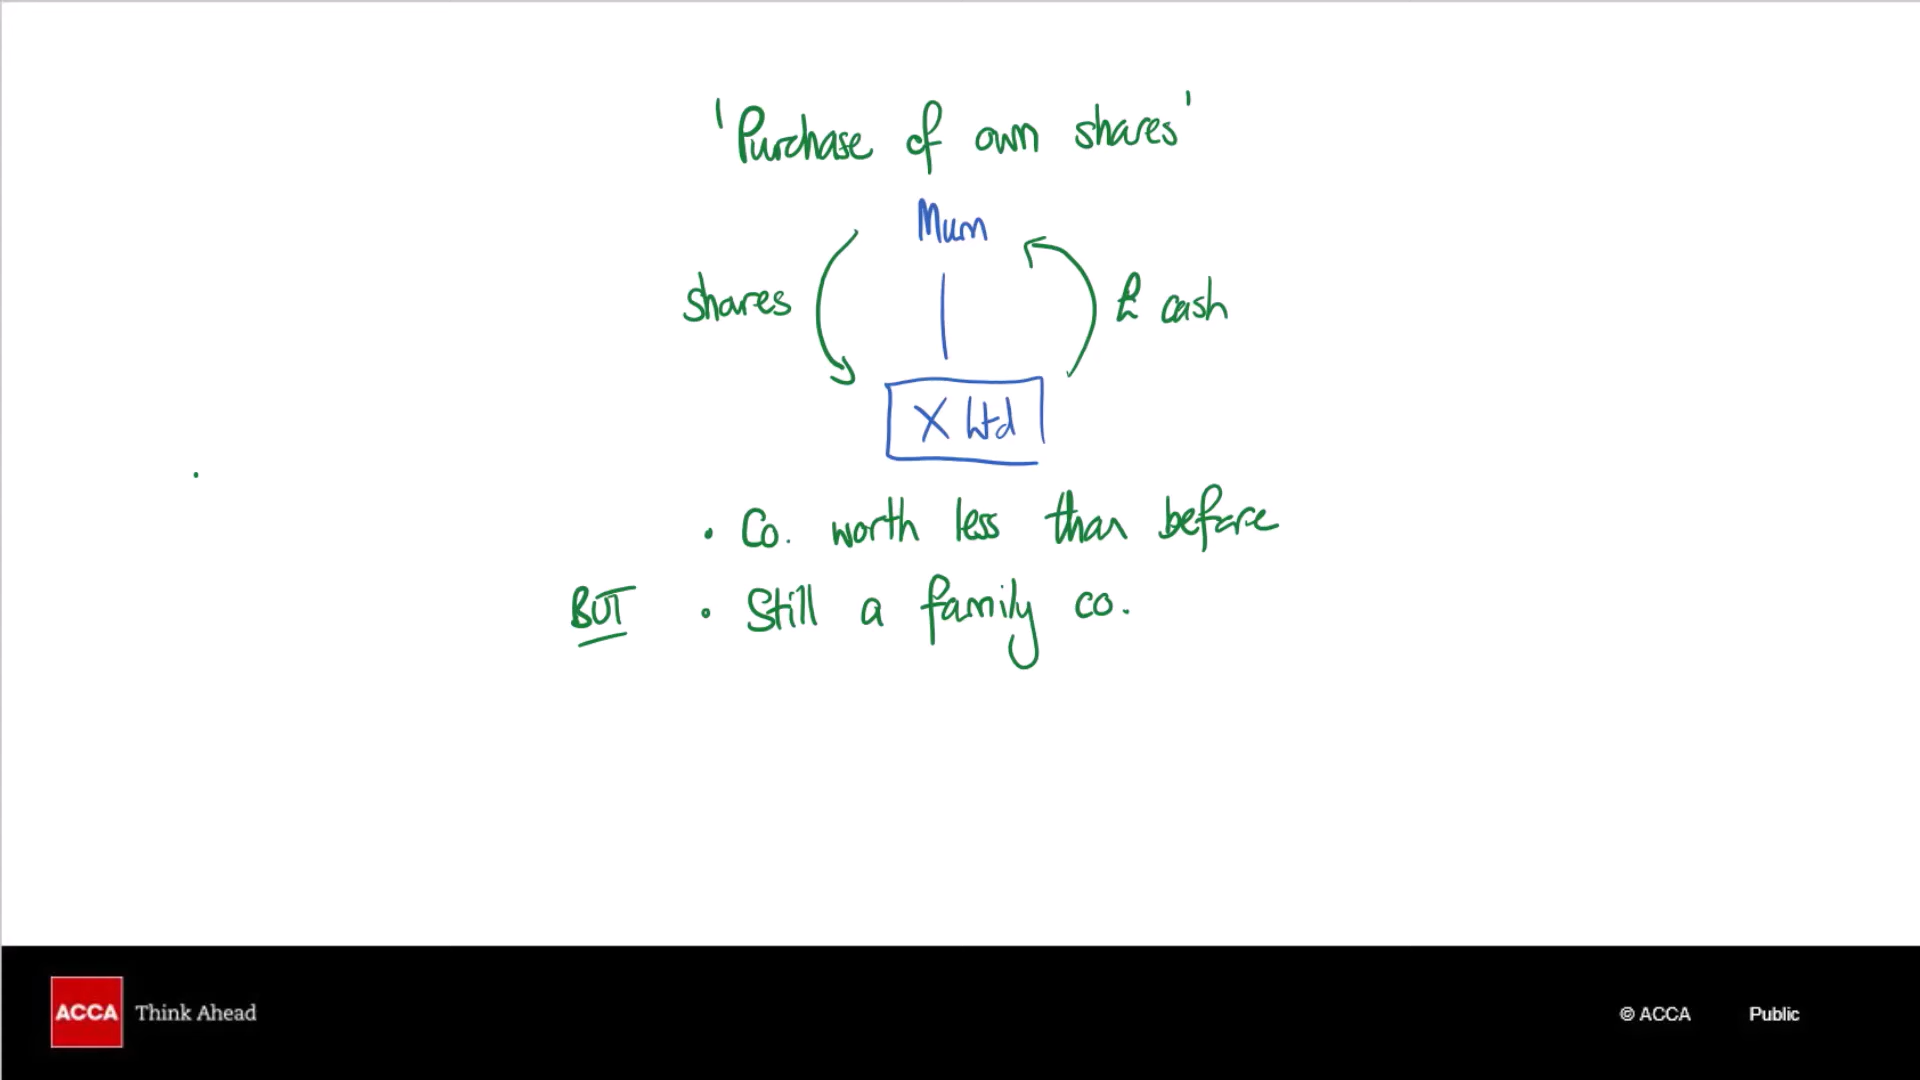 'Purchase of own shares'
Mum
shares
£ cash
X Ltd
• Co. worth less than before
BUT • Still a family co.
ACCA Think Ahead
© ACCA Public